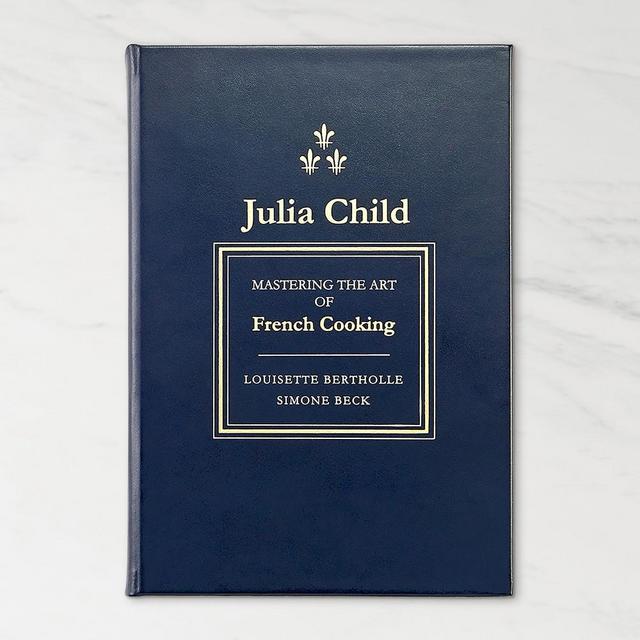 Julia Child
MASTERING THE ART
OF
French Cooking
LOUISETTE BERTHOLLE
SIMONE BECK